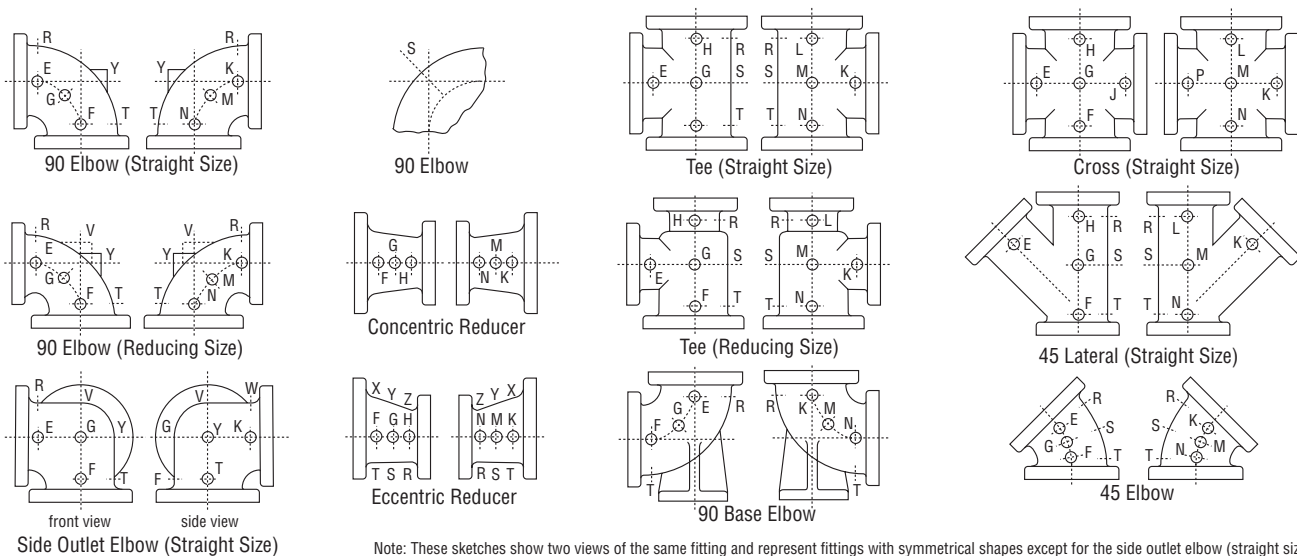 R Y E G F T
R Y K M N T
90 Elbow (Straight Size)
S
90 Elbow
H R E G S F T
R L S M K T N
Tee (Straight Size)
H E G J F
L P M K N
Cross (Straight Size)
R V E Y G F T
V R Y K M T N
90 Elbow (Reducing Size)
G F H
M N K
Concentric Reducer
H R G S E F T
R L S M K T N
Tee (Reducing Size)
H R E G S F T
R L S M K T N
45 Lateral (Straight Size)
R V E G Y F T
V W G Y K F T
front view
side view
Side Outlet Elbow (Straight Size)
X Y Z
F G H
T S R
Z Y X
N M K
R S T
Eccentric Reducer
E R G F T
R K M N T
90 Base Elbow
R E S G F T
R K S M N T
45 Elbow
Note: These sketches show two views of the same fitting and represent fittings with symmetrical shapes except for the side outlet elbow (straight